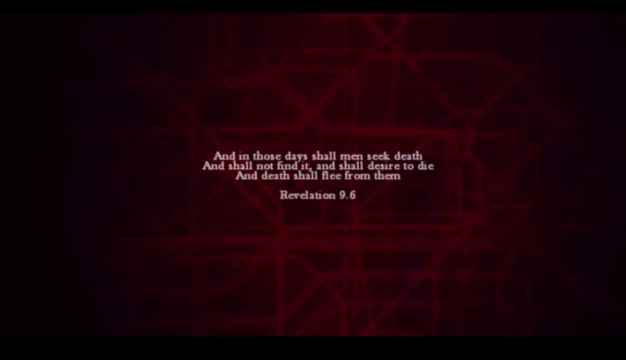 And in those days shall men seek death
And shall not find it, and shall desire to die
And death shall flee from them
Revelation 9.6